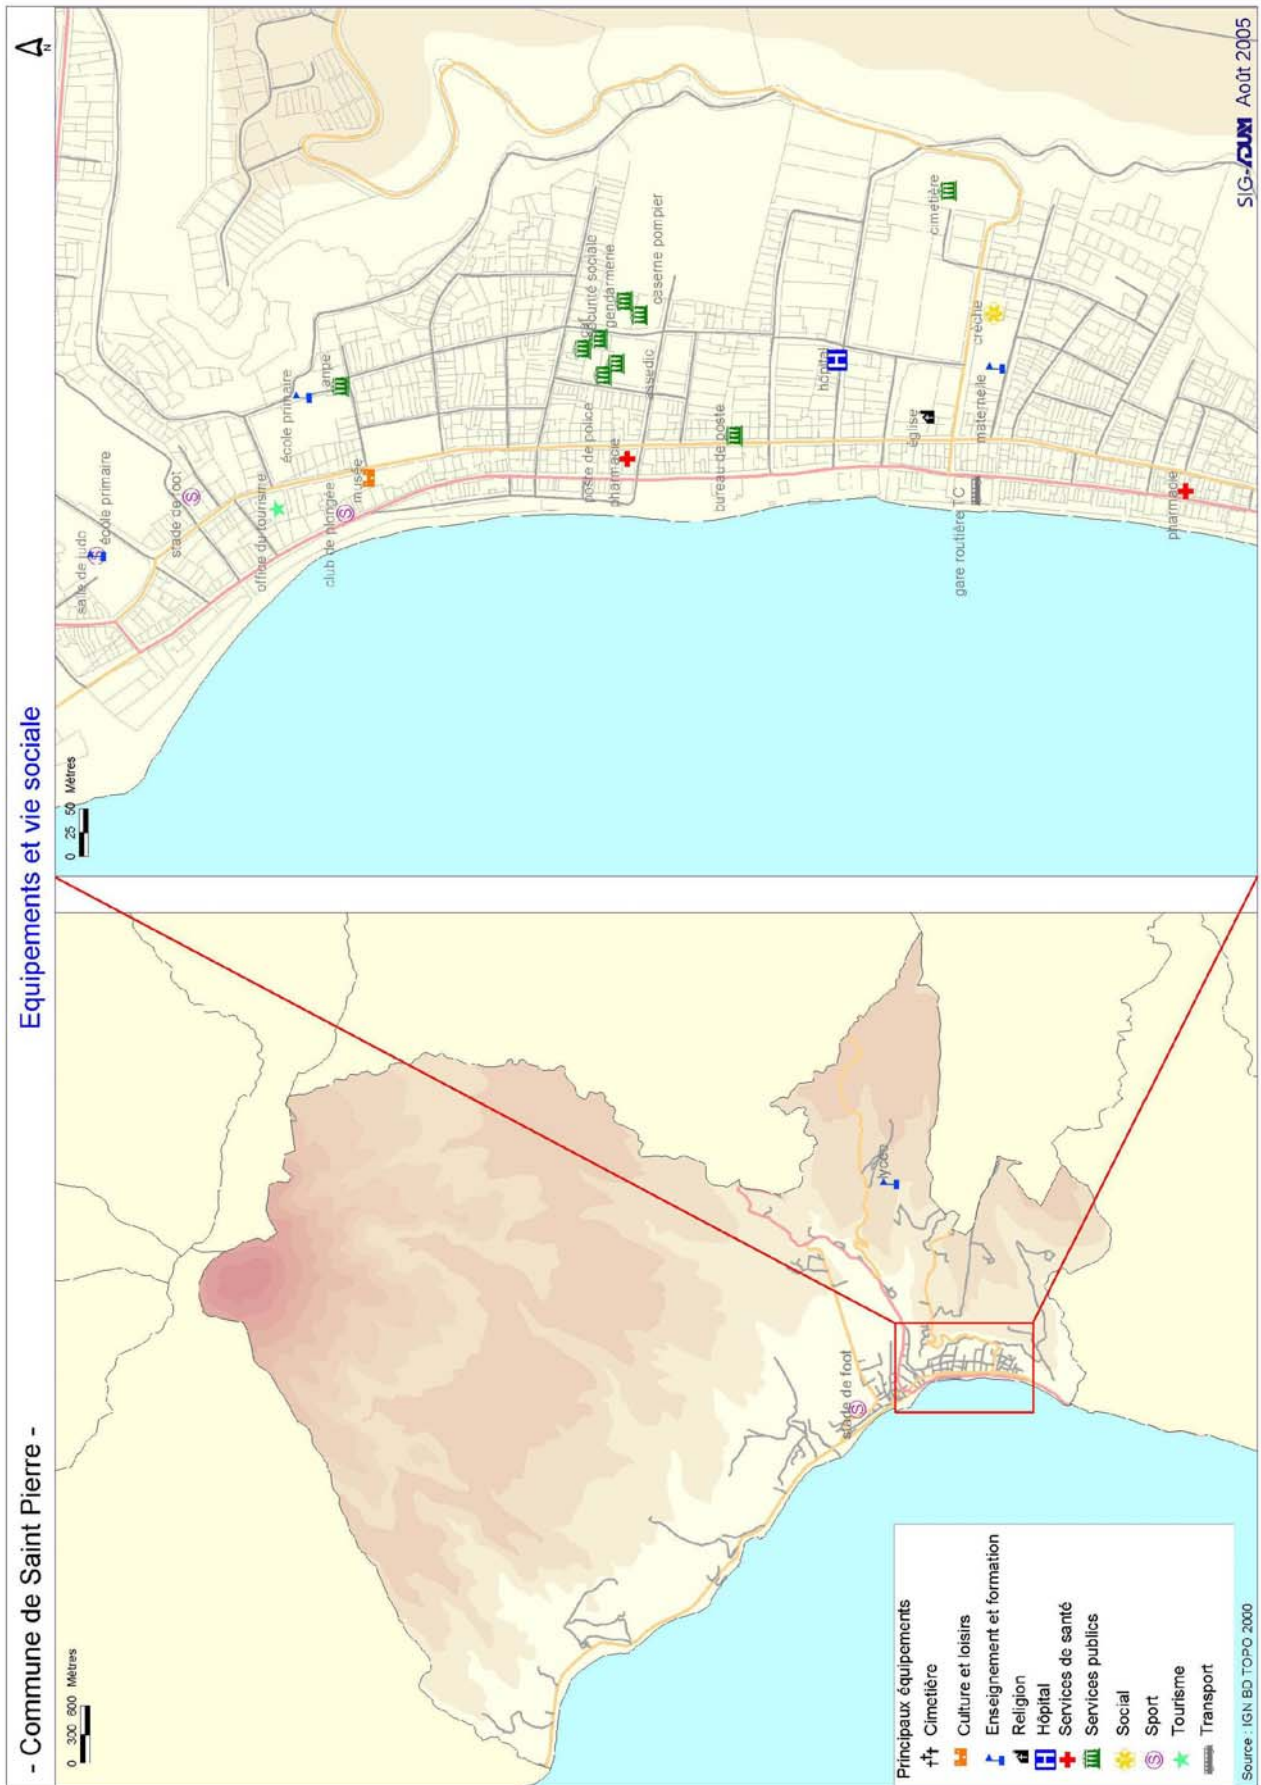 - Commune de Saint Pierre -
Equipements et vie sociale
N
0 300 600 Mètres
stade de foot
lycée
Principaux équipements
Cimetière
Culture et loisirs
Enseignement et formation
Religion
Hôpital
Services de santé
Services publics
Social
Sport
Tourisme
Transport
Source : IGN BD TOPO 2000
0 25 50 Mètres
salle de judo
école primaire
stade de foot
office du tourisme
école primaire
anpe
club de plongée
musée
poste de police
pharmacie
sécurité sociale
gendarmerie
caserne pompier
assedic
bureau de poste
hôpital
église
cimetière
gare routière TC
maternelle
crèche
pharmacie
SIG-ADUAM Août 2005